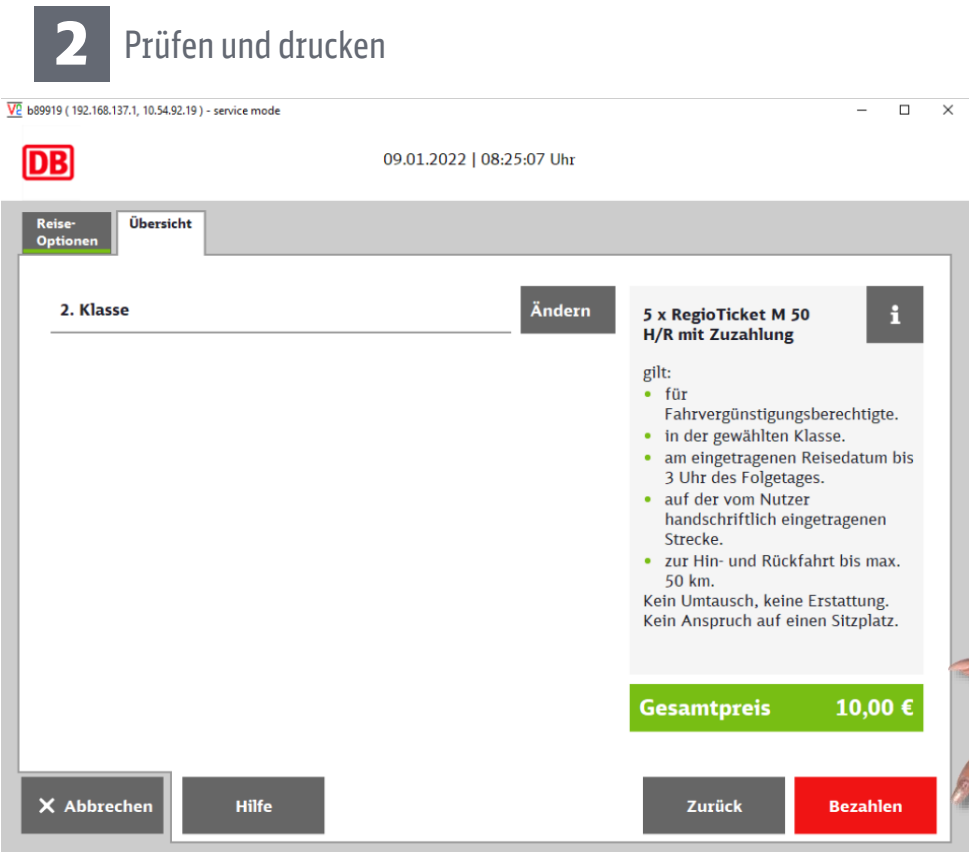 2 Prüfen und drucken
b89919 ( 192.168.137.1, 10.54.92.19 ) - service mode
DB
09.01.2022 | 08:25:07 Uhr
Reise-
Optionen
Übersicht
2. Klasse
Ändern
5 x RegioTicket M 50
H/R mit Zuzahlung
i
gilt:
• für
Fahrvergünstigungsberechtigte.
• in der gewählten Klasse.
• am eingetragenen Reisedatum bis
3 Uhr des Folgetages.
• auf der vom Nutzer
handschriftlich eingetragenen
Strecke.
• zur Hin- und Rückfahrt bis max.
50 km.
Kein Umtausch, keine Erstattung.
Kein Anspruch auf einen Sitzplatz.
Gesamtpreis 10,00 €
Abbrechen
Hilfe
Zurück
Bezahlen